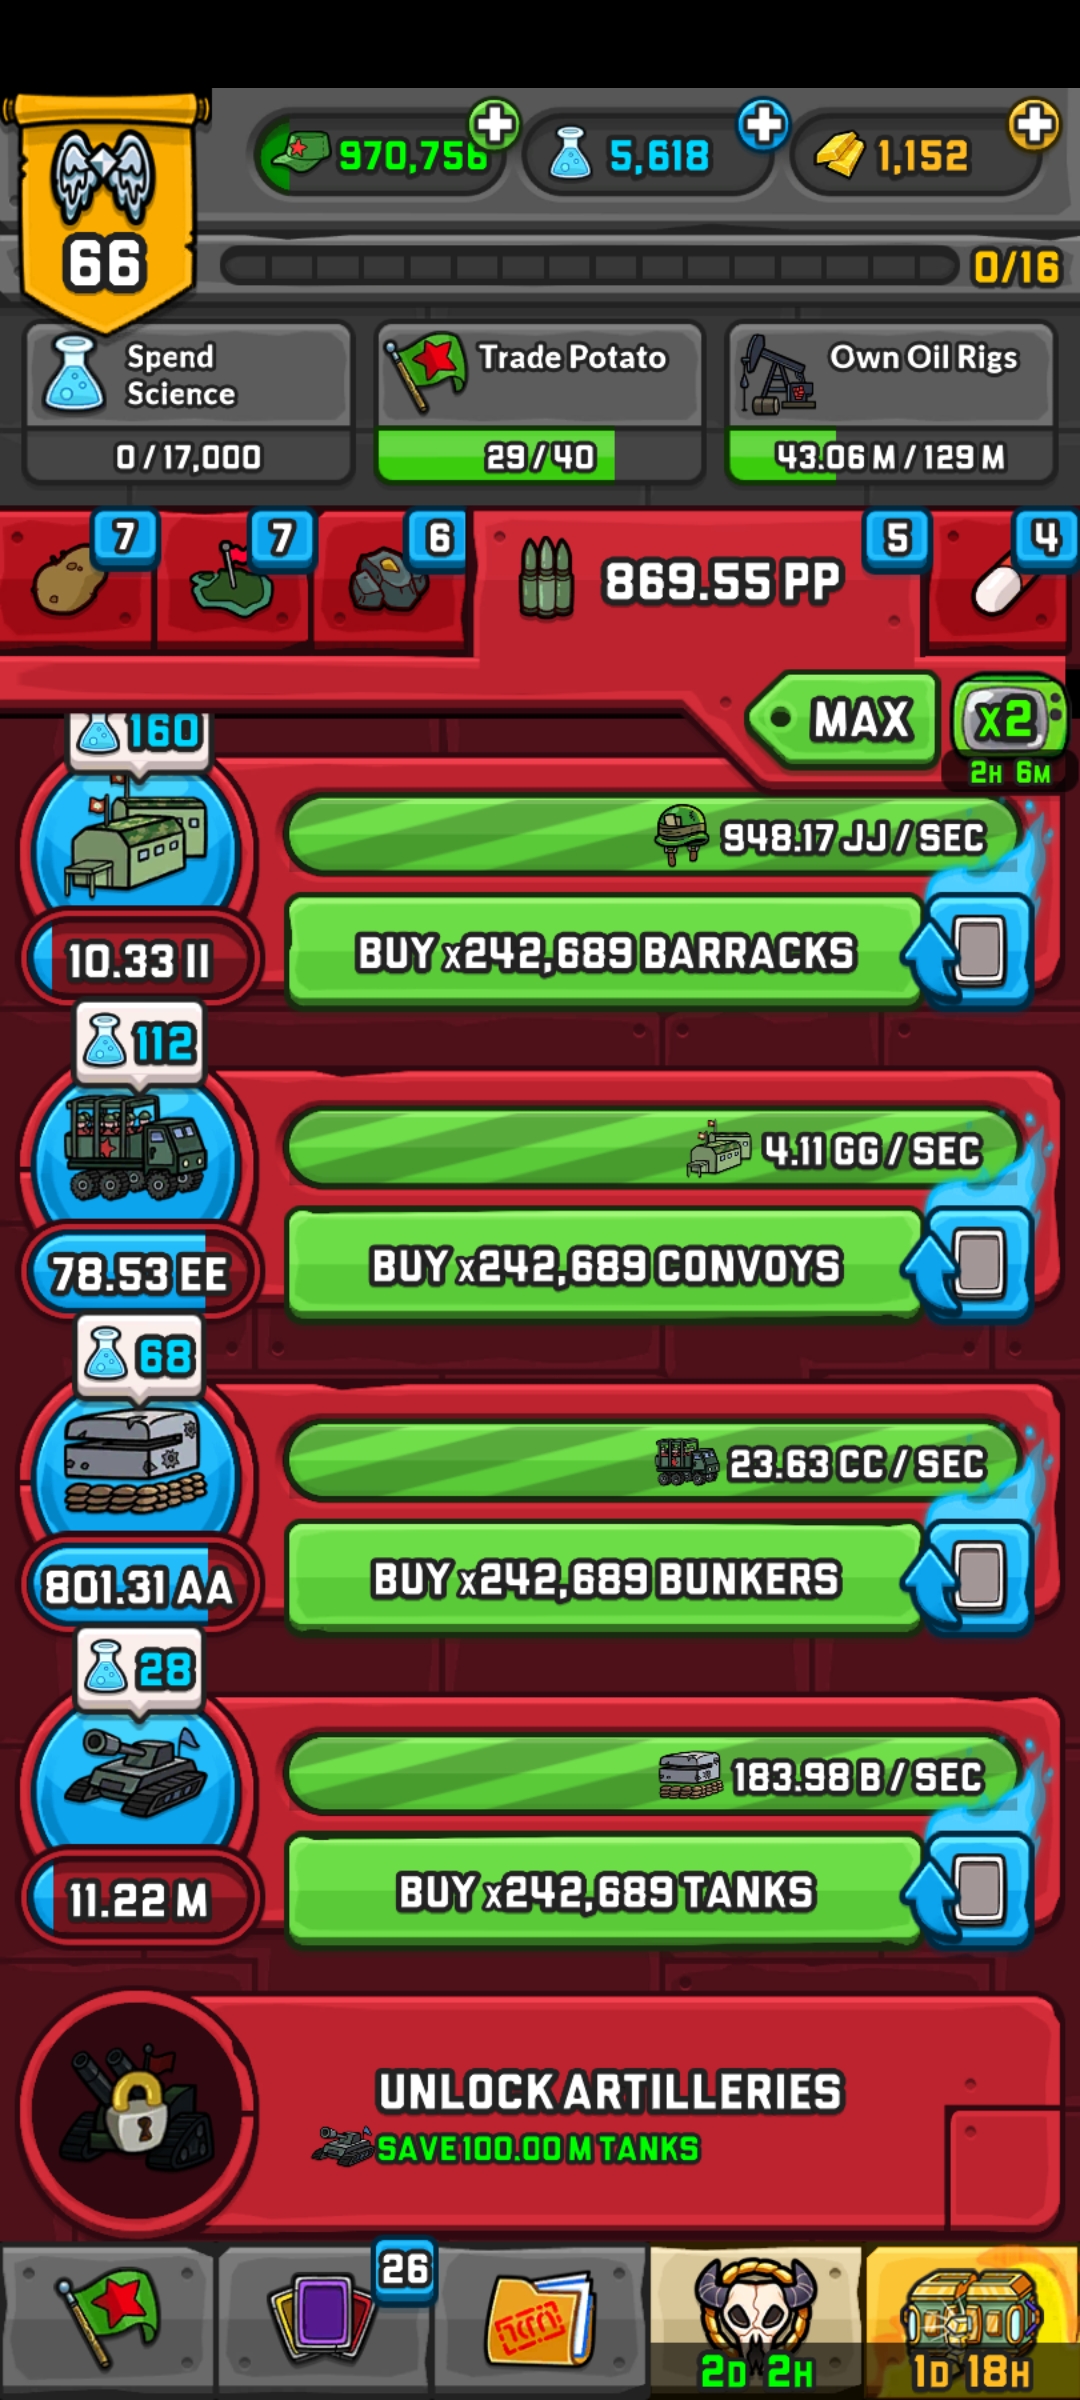 970,756
5,618
1,152
66
0/16
Spend
Science
0 / 17,000
Trade Potato
29 / 40
Own Oil Rigs
43.06 M / 129 M
7
7
6
869.55 PP
5
4
MAX
x2
2H 6M
160
948.17 JJ / SEC
10.33 II
BUY x242,689 BARRACKS
112
4.11 GG / SEC
78.53 EE
BUY x242,689 CONVOYS
68
23.63 CC / SEC
801.31 AA
BUY x242,689 BUNKERS
28
183.98 B / SEC
11.22 M
BUY x242,689 TANKS
UNLOCK ARTILLERIES
SAVE 100.00 M TANKS
26
2D 2H
1D 18H